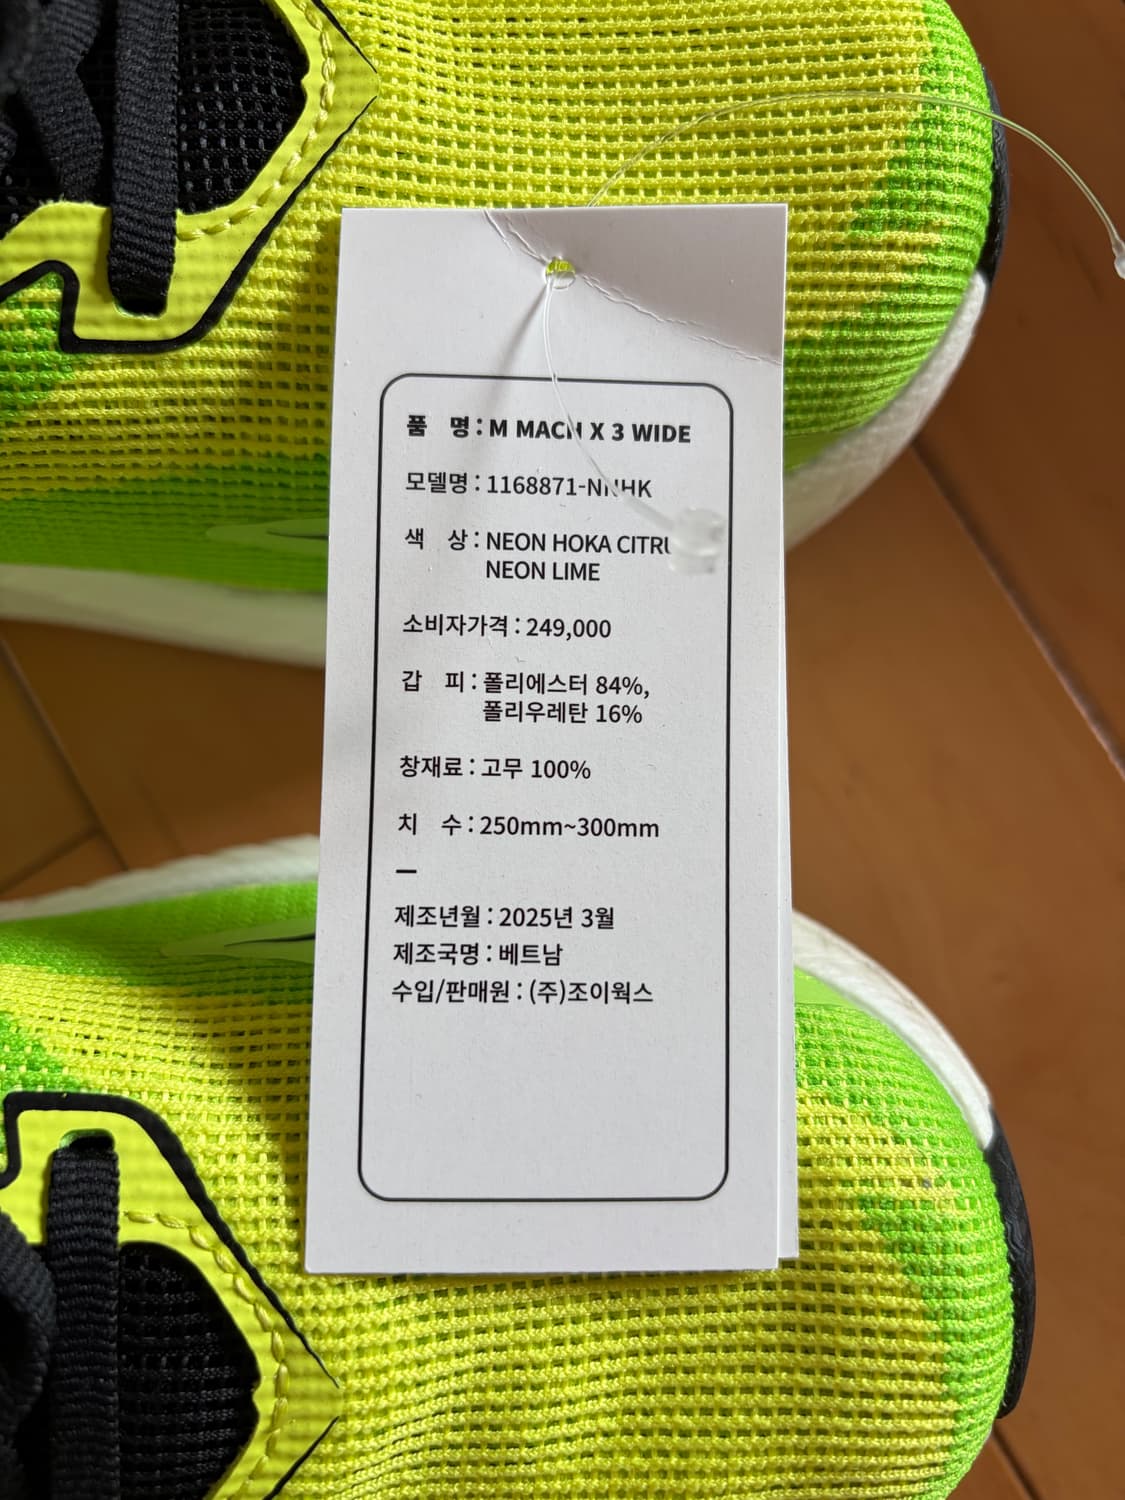 품 명 : M MACH X 3 WIDE
모델명 : 1168871-NNHK
색 상 : NEON HOKA
NEON LIME
소비자가격 : 249,000
갑 피 : 폴리에스터 84%,
폴리우레탄 16%
창재료 : 고무 100%
치 수 : 250mm~300mm
제조년월 : 2025년 3월
제조국명 : 베트남
수입/판매원 : (주)조이웍스